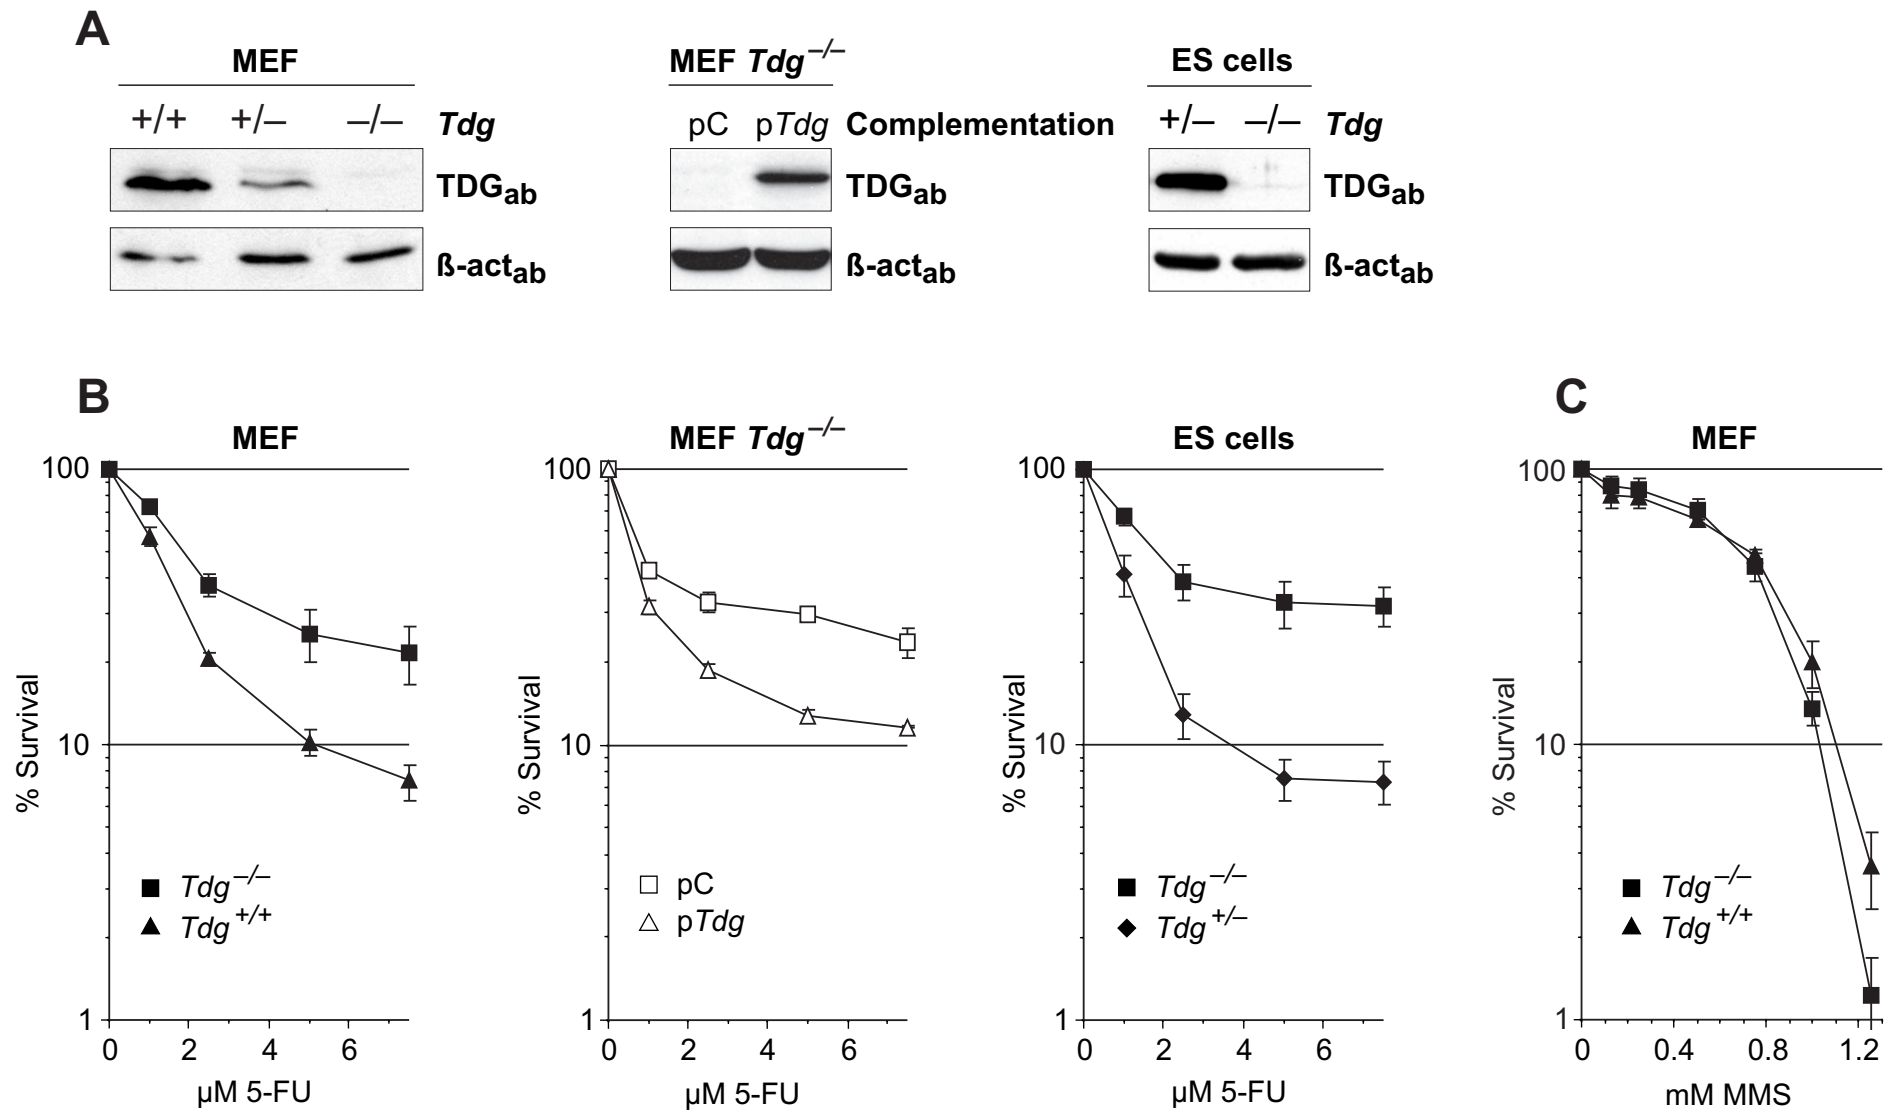 A
MEF
MEF Tdg –/–
ES cells
+/+ +/– –/– Tdg
pC pTdg Complementation
+/– –/– Tdg
TDGab
TDGab
TDGab
ß-actab
ß-actab
ß-actab
B
MEF
100
10
1
% Survival
Tdg –/–
Tdg +/+
0 2 4 6
µM 5-FU
MEF Tdg –/–
100
10
1
% Survival
pC
pTdg
0 2 4 6
µM 5-FU
ES cells
100
10
1
% Survival
Tdg –/–
Tdg +/–
0 2 4 6
µM 5-FU
C
MEF
100
10
1
% Survival
Tdg –/–
Tdg +/+
0 0.4 0.8 1.2
mM MMS